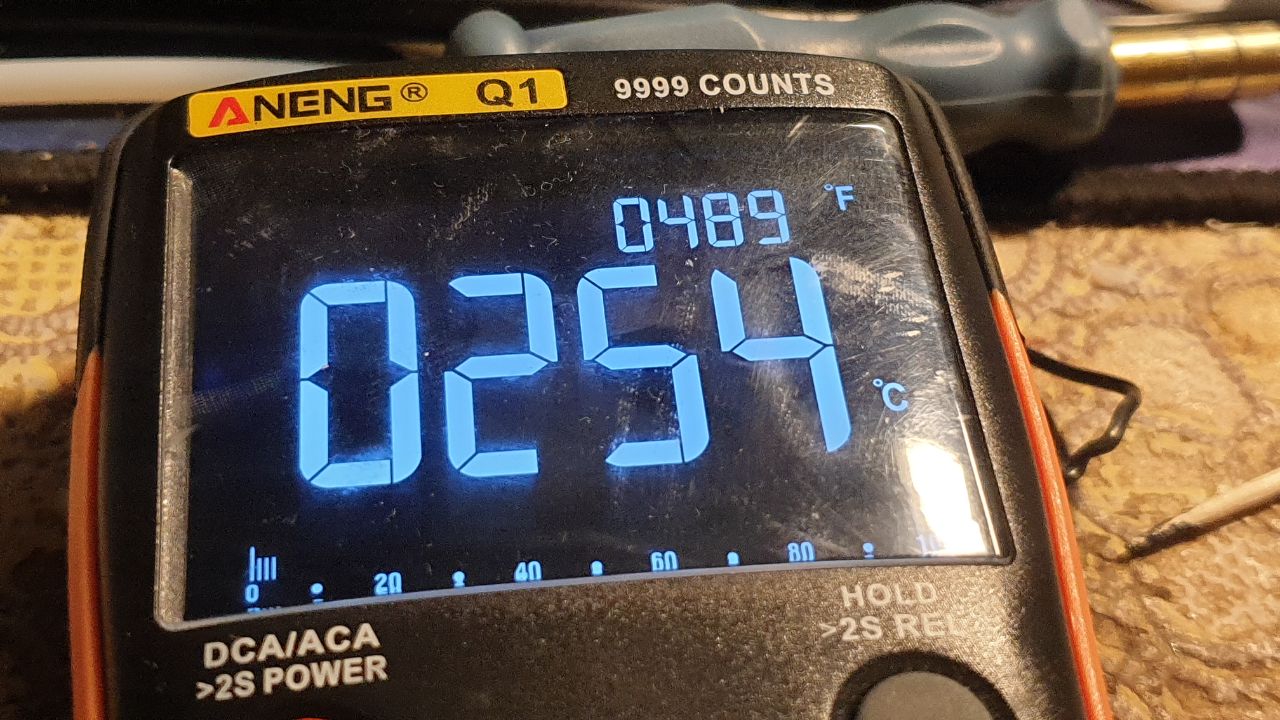 ANENG® Q1
9999 COUNTS
0489 °F
0254 °C
0 20 40 60 80
DCA/ACA
>2S POWER
HOLD
>2S REL